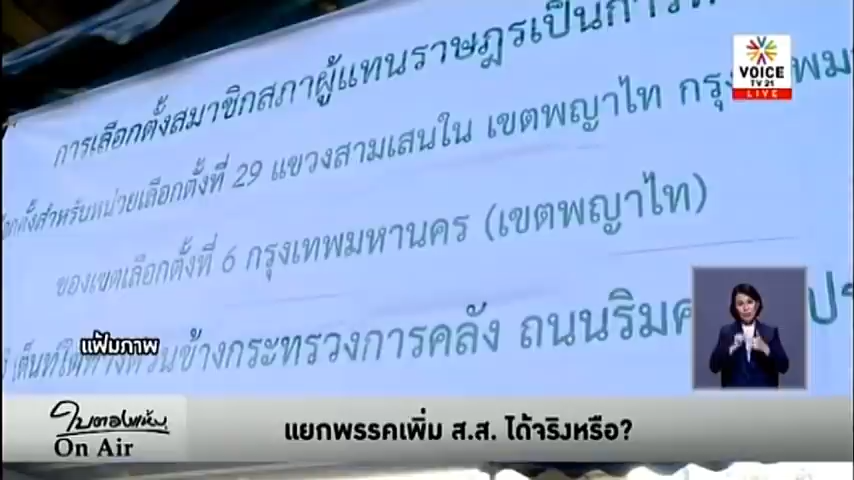 การเลือกตั้งสมาชิกสภาผู้แทนราษฎรเป็นการ
VOICE
TV 21
LIVE
เลือกตั้งสำหรับหน่วยเลือกตั้งที่ 29 แขวงสามเสนใน เขตพญาไท
ของเขตเลือกตั้งที่ 6 กรุงเทพมหานคร (เขตพญาไท)
เต็นท์ใต้ทางด่วนข้างกระทรวงการคลัง ถนนริม
แฟ้มภาพ
ใบตองแห้ง
On Air
แยกพรรคเพิ่ม ส.ส. ได้จริงหรือ?